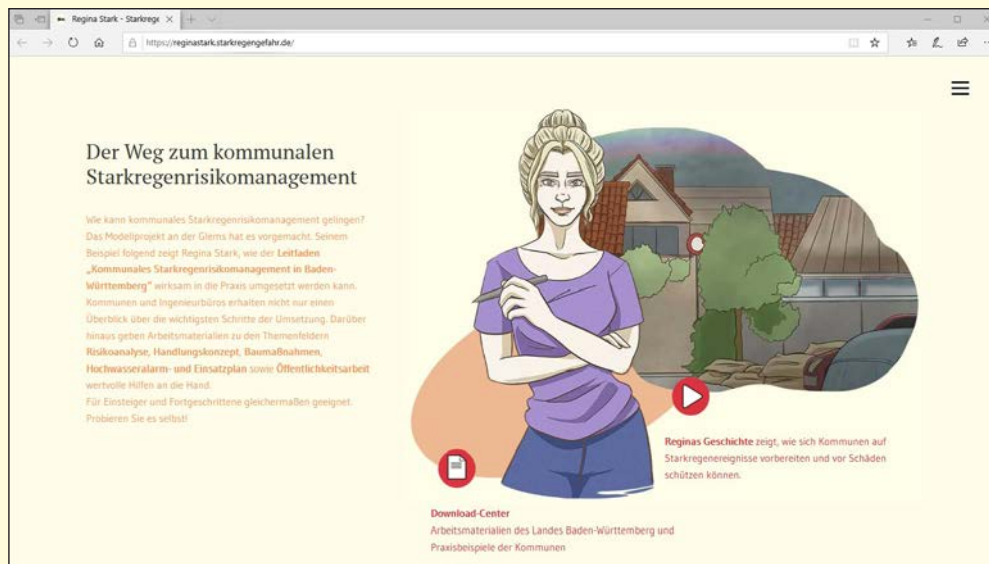 Regina Stark - Starkrege
https://reginastark.starkregengefahr.de/
Der Weg zum kommunalen
Starkregenrisikomanagement
Wie kann kommunales Starkregenrisikomanagement gelingen?
Das Modellprojekt an der Glems hat es vorgemacht. Seinem
Beispiel folgend zeigt Regina Stark, wie der Leitfaden
„Kommunales Starkregenrisikomanagement in Baden-
Württemberg" wirksam in die Praxis umgesetzt werden kann.
Kommunen und Ingenieurbüros erhalten nicht nur einen
Überblick über die wichtigsten Schritte der Umsetzung. Darüber
hinaus geben Arbeitsmaterialien zu den Themenfeldern
Risikoanalyse, Handlungskonzept, Baumaßnahmen,
Hochwasseralarm- und Einsatzplan sowie Öffentlichkeitsarbeit
wertvolle Hilfen an die Hand.
Für Einsteiger und Fortgeschrittene gleichermaßen geeignet.
Probieren Sie es selbst!
Reginas Geschichte zeigt, wie sich Kommunen auf
Starkregenereignisse vorbereiten und vor Schäden
schützen können.
Download-Center
Arbeitsmaterialien des Landes Baden-Württemberg und
Praxisbeispiele der Kommunen